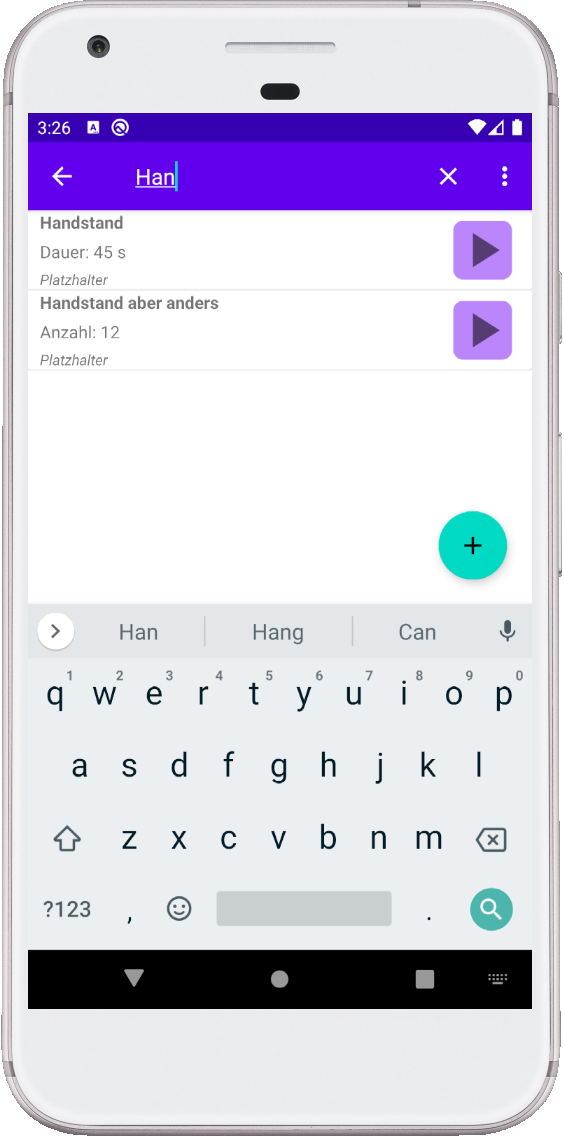 3:26
Han
Handstand
Dauer: 45 s
Platzhalter
Handstand aber anders
Anzahl: 12
Platzhalter
Han Hang Can
1 2 3 4 5 6 7 8 9 0
q w e r t y u i o p
a s d f g h j k l
z x c v b n m
?123 , .